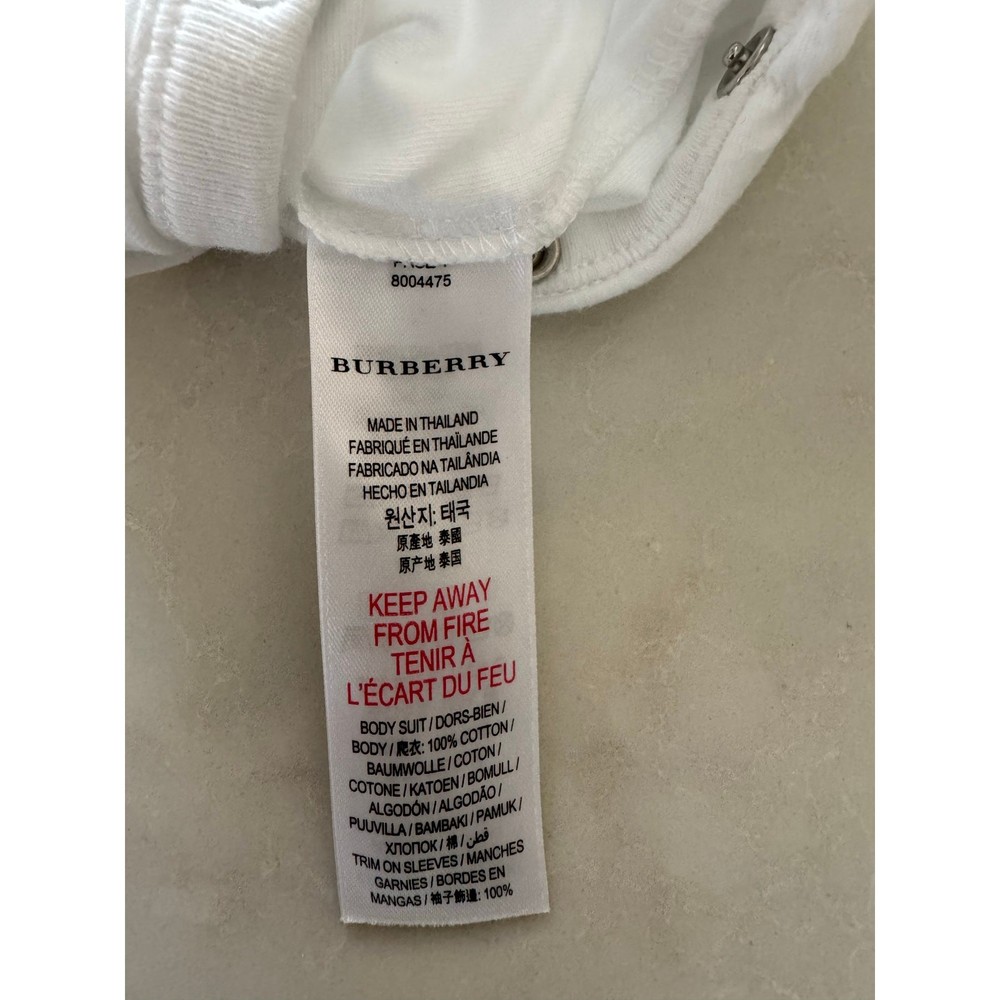 8004475
BURBERRY
MADE IN THAILAND
FABRIQUÉ EN THAÏLANDE
FABRICADO NA TAILÂNDIA
HECHO EN TAILANDIA
원산지: 태국
原產地 泰國
原产地 泰国
KEEP AWAY
FROM FIRE
TENIR À
L'ÉCART DU FEU
BODY SUIT / DORS-BIEN /
BODY / 爬衣: 100% COTTON /
BAUMWOLLE / COTON /
COTONE / KATOEN / BOMULL /
ALGODÓN / ALGODÃO /
PUUVILLA / BAMBAKI / PAMUK /
ХЛОПОК / 棉 / قطن
TRIM ON SLEEVES / MANCHES
GARNIES / BORDES EN
MANGAS / 袖子飾邊: 100%